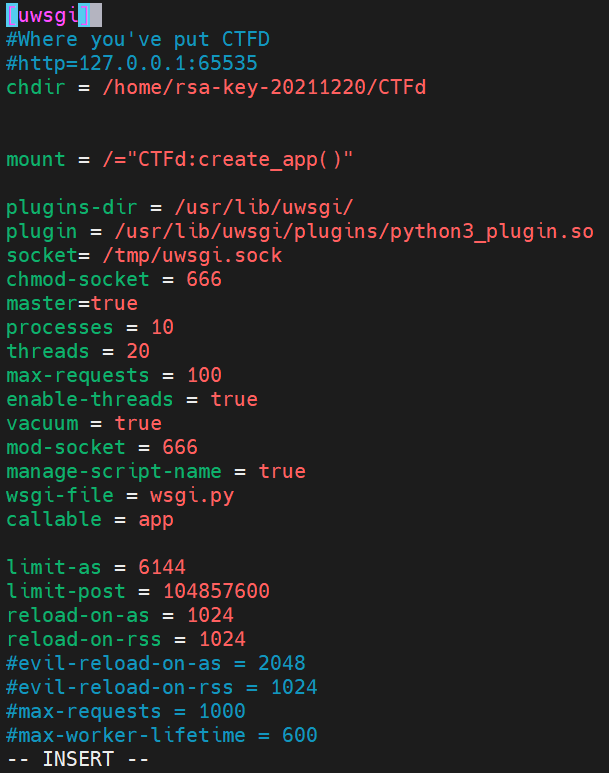 [uwsgi]
#Where you've put CTFD
#http=127.0.0.1:65535
chdir = /home/rsa-key-20211220/CTFd
mount = /="CTFd:create_app()"
plugins-dir = /usr/lib/uwsgi/
plugin = /usr/lib/uwsgi/plugins/python3_plugin.so
socket= /tmp/uwsgi.sock
chmod-socket = 666
master=true
processes = 10
threads = 20
max-requests = 100
enable-threads = true
vacuum = true
mod-socket = 666
manage-script-name = true
wsgi-file = wsgi.py
callable = app
limit-as = 6144
limit-post = 104857600
reload-on-as = 1024
reload-on-rss = 1024
#evil-reload-on-as = 2048
#evil-reload-on-rss = 1024
#max-requests = 1000
#max-worker-lifetime = 600
-- INSERT --